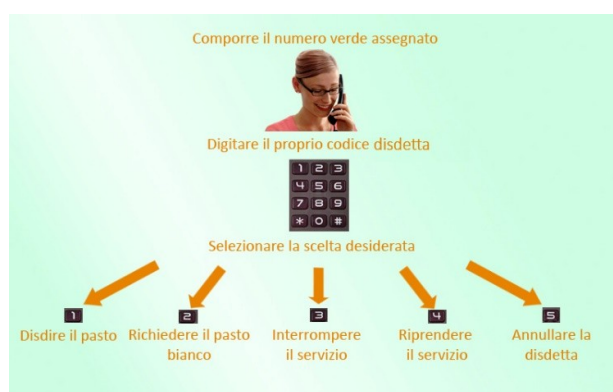 Comporre il numero verde assegnato
Digitare il proprio codice disdetta
1 2 3
4 5 6
7 8 9
* 0 #
Selezionare la scelta desiderata
1
Disdire il pasto
2
Richiedere il pasto
bianco
3
Interrompere
il servizio
4
Riprendere
il servizio
5
Annullare la
disdetta